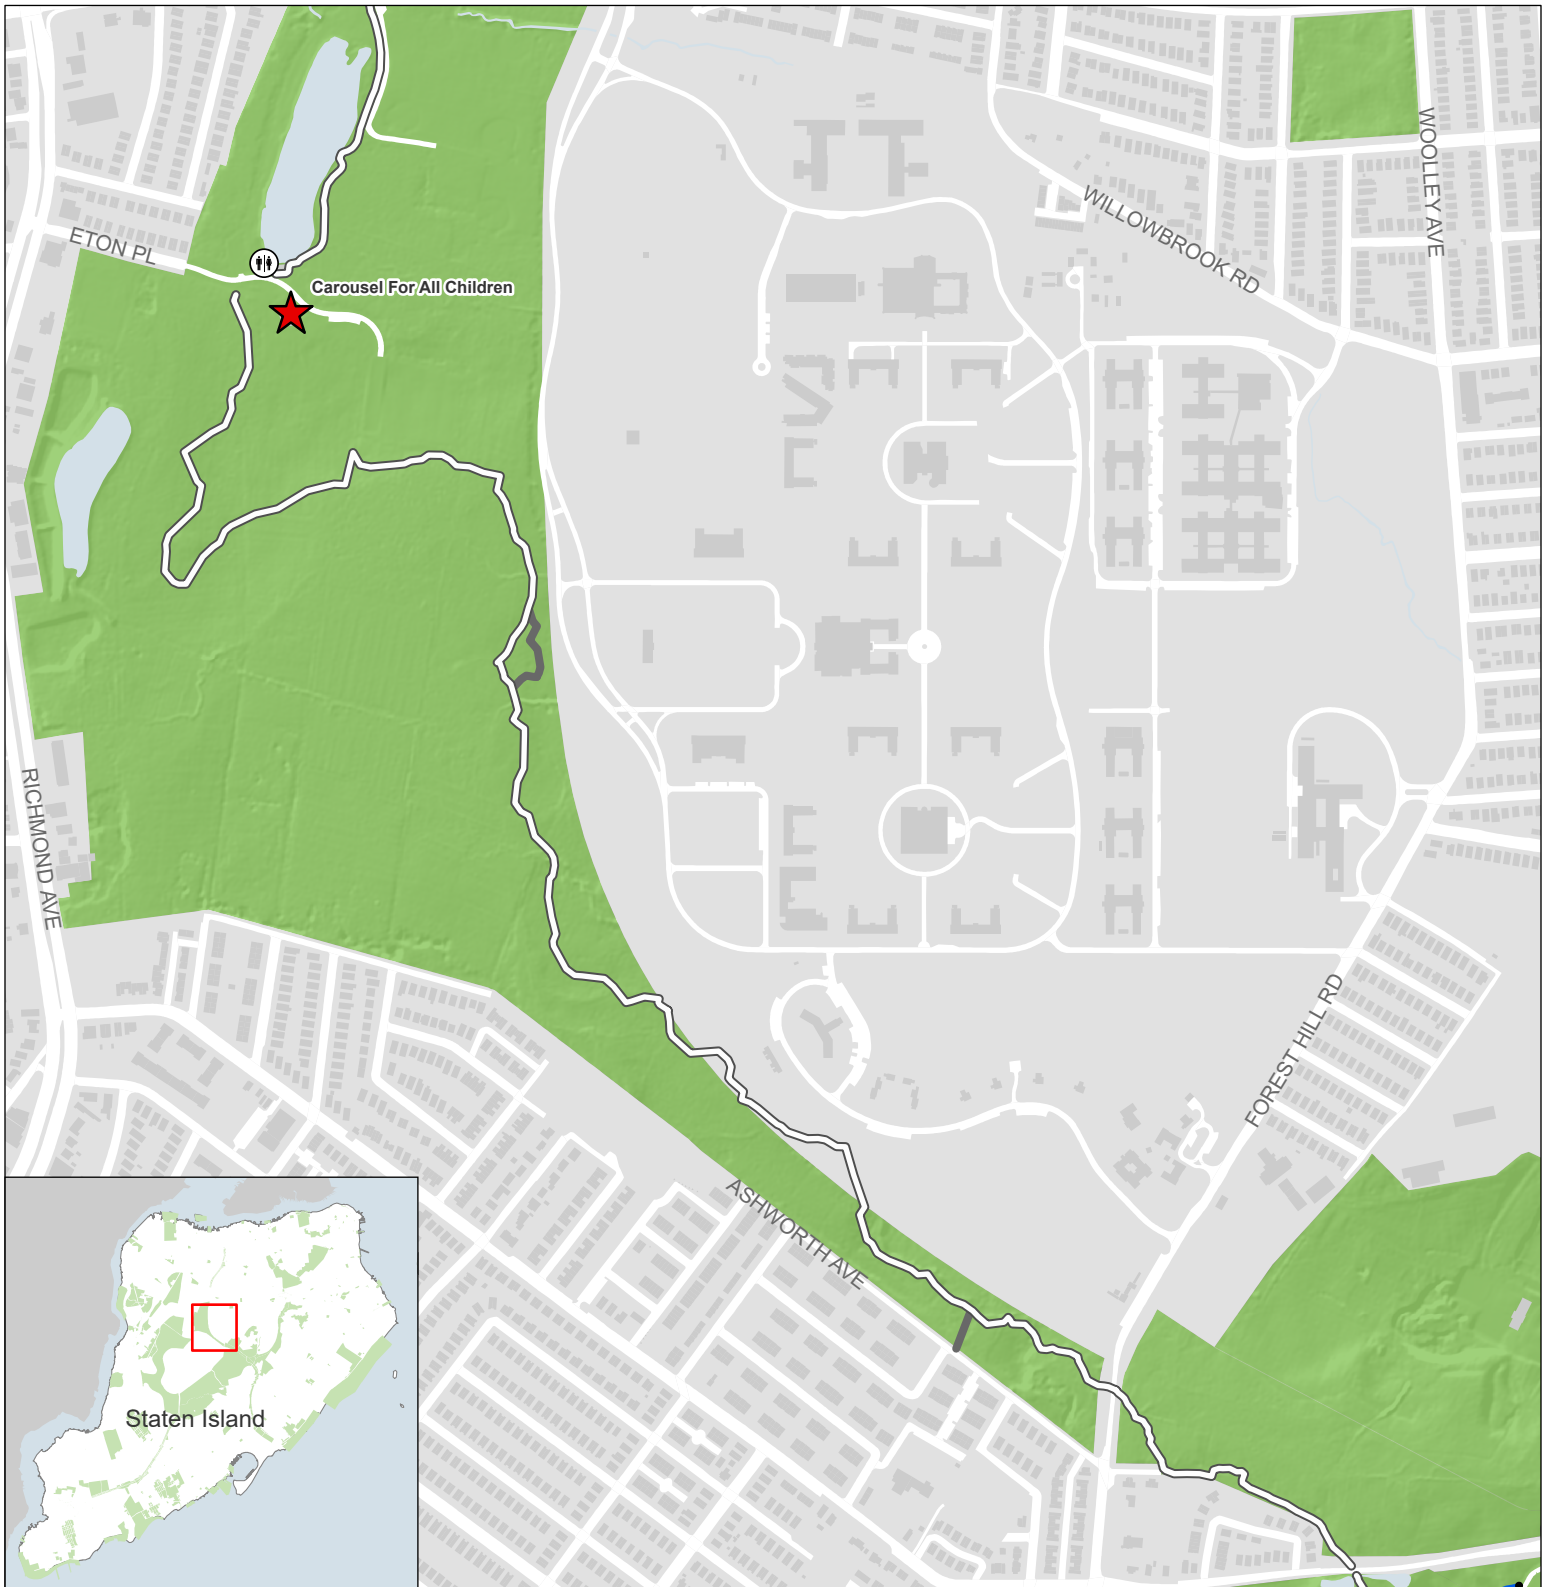 WOOLLEY AVE
WILLOWBROOK RD
ETON PL
Carousel For All Children
RICHMOND AVE
FOREST HILL RD
ASHWORTH AVE
Staten Island